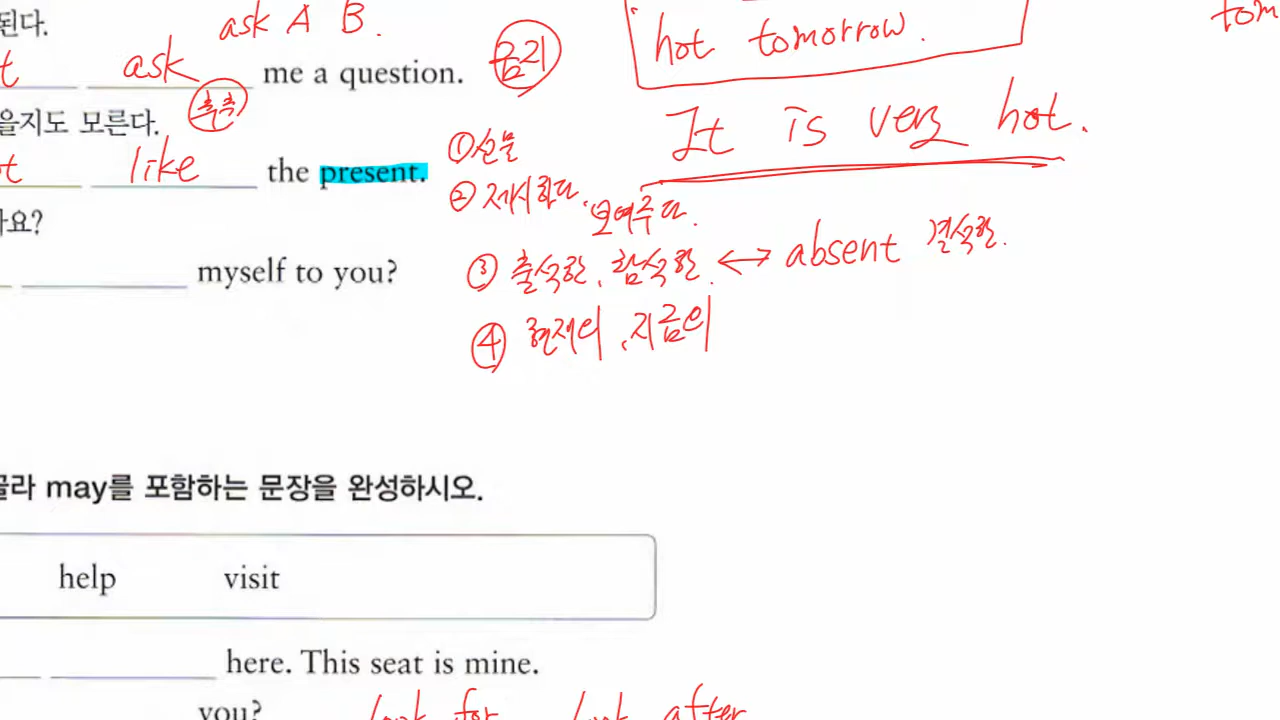 된다.
ask A B.
hot tomorrow.
t ask me a question.
금지
을지도 모른다.
추측
It is very hot.
like the present.
① 선물
② 제시하다, 보여주다.
요?
myself to you?
③ 출석한, 참석한 ↔ absent 결석한.
④ 현재의, 지금의
골라 may를 포함하는 문장을 완성하시오.
help visit
here. This seat is mine.
you?
look for look after